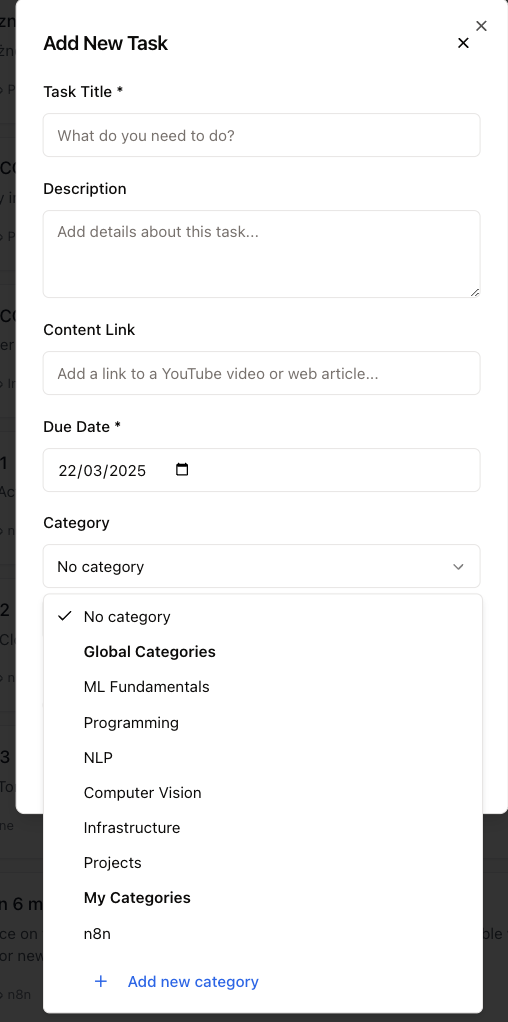 Add New Task
Task Title *
What do you need to do?
Description
Add details about this task...
Content Link
Add a link to a YouTube video or web article...
Due Date *
22/03/2025
Category
No category
No category
Global Categories
ML Fundamentals
Programming
NLP
Computer Vision
Infrastructure
Projects
My Categories
n8n
+ Add new category
n8n